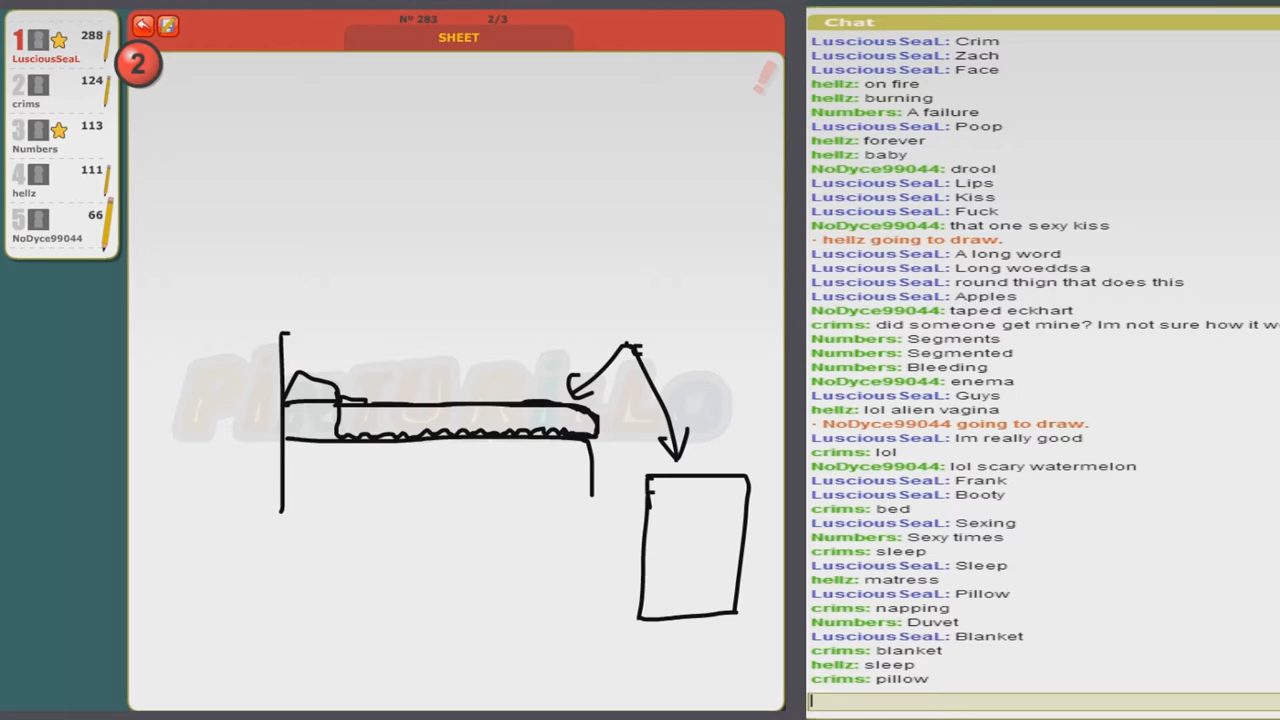 1
288
LusciousSeaL
2
124
crims
3
113
Numbers
4
111
hellz
5
66
NoDyce99044
2
Nº 283
2/3
SHEET
Chat
LusciousSeaL: Crim
LusciousSeaL: Zach
LusciousSeaL: Face
hellz: on fire
hellz: burning
Numbers: A failure
LusciousSeaL: Poop
hellz: forever
hellz: baby
NoDyce99044: drool
LusciousSeaL: Lips
LusciousSeaL: Kiss
LusciousSeaL: Fuck
NoDyce99044: that one sexy kiss
- hellz going to draw.
LusciousSeaL: A long word
LusciousSeaL: Long woeddsa
LusciousSeaL: round thign that does this
LusciousSeaL: Apples
NoDyce99044: taped eckhart
crims: did someone get mine? Im not sure how it w
Numbers: Segments
Numbers: Segmented
Numbers: Bleeding
NoDyce99044: enema
LusciousSeaL: Guys
hellz: lol alien vagina
- NoDyce99044 going to draw.
LusciousSeaL: Im really good
crims: lol
NoDyce99044: lol scary watermelon
LusciousSeaL: Frank
LusciousSeaL: Booty
crims: bed
LusciousSeaL: Sexing
Numbers: Sexy times
crims: sleep
LusciousSeaL: Sleep
hellz: matress
LusciousSeaL: Pillow
crims: napping
Numbers: Duvet
LusciousSeaL: Blanket
crims: blanket
hellz: sleep
crims: pillow